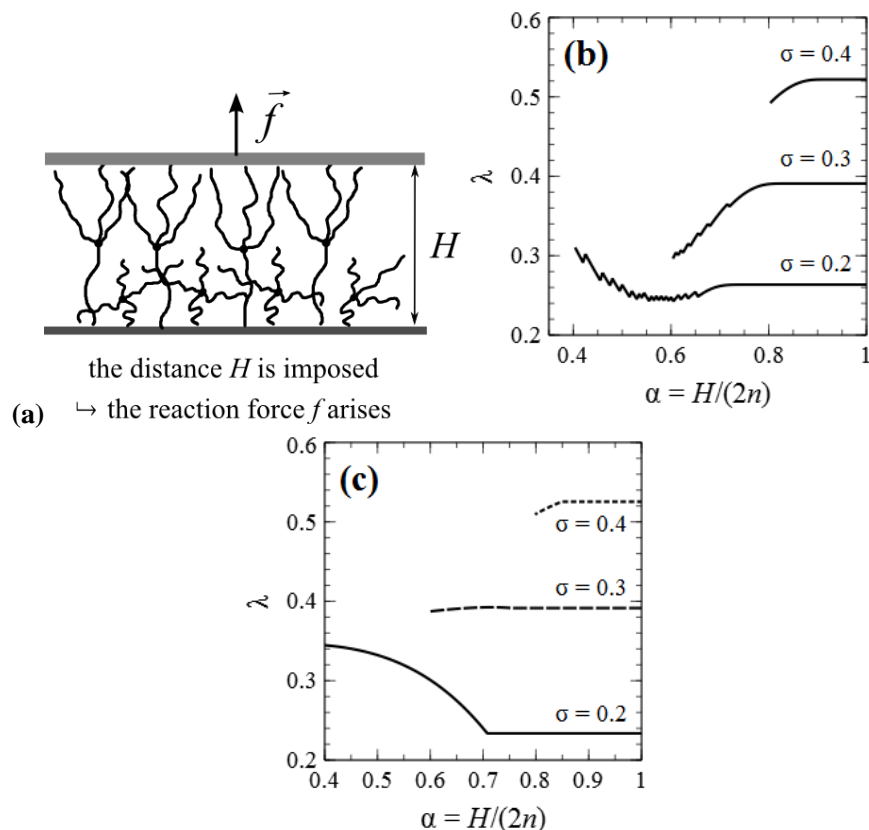 f
H
the distance H is imposed
(a) ↪ the reaction force f arises
(b)
0.6
0.5
0.4
0.3
0.2
λ
σ = 0.4
σ = 0.3
σ = 0.2
0.4
0.6
0.8
1
α = H/(2n)
(c)
0.6
0.5
0.4
0.3
0.2
λ
σ = 0.4
σ = 0.3
σ = 0.2
0.4
0.5
0.6
0.7
0.8
0.9
1
α = H/(2n)